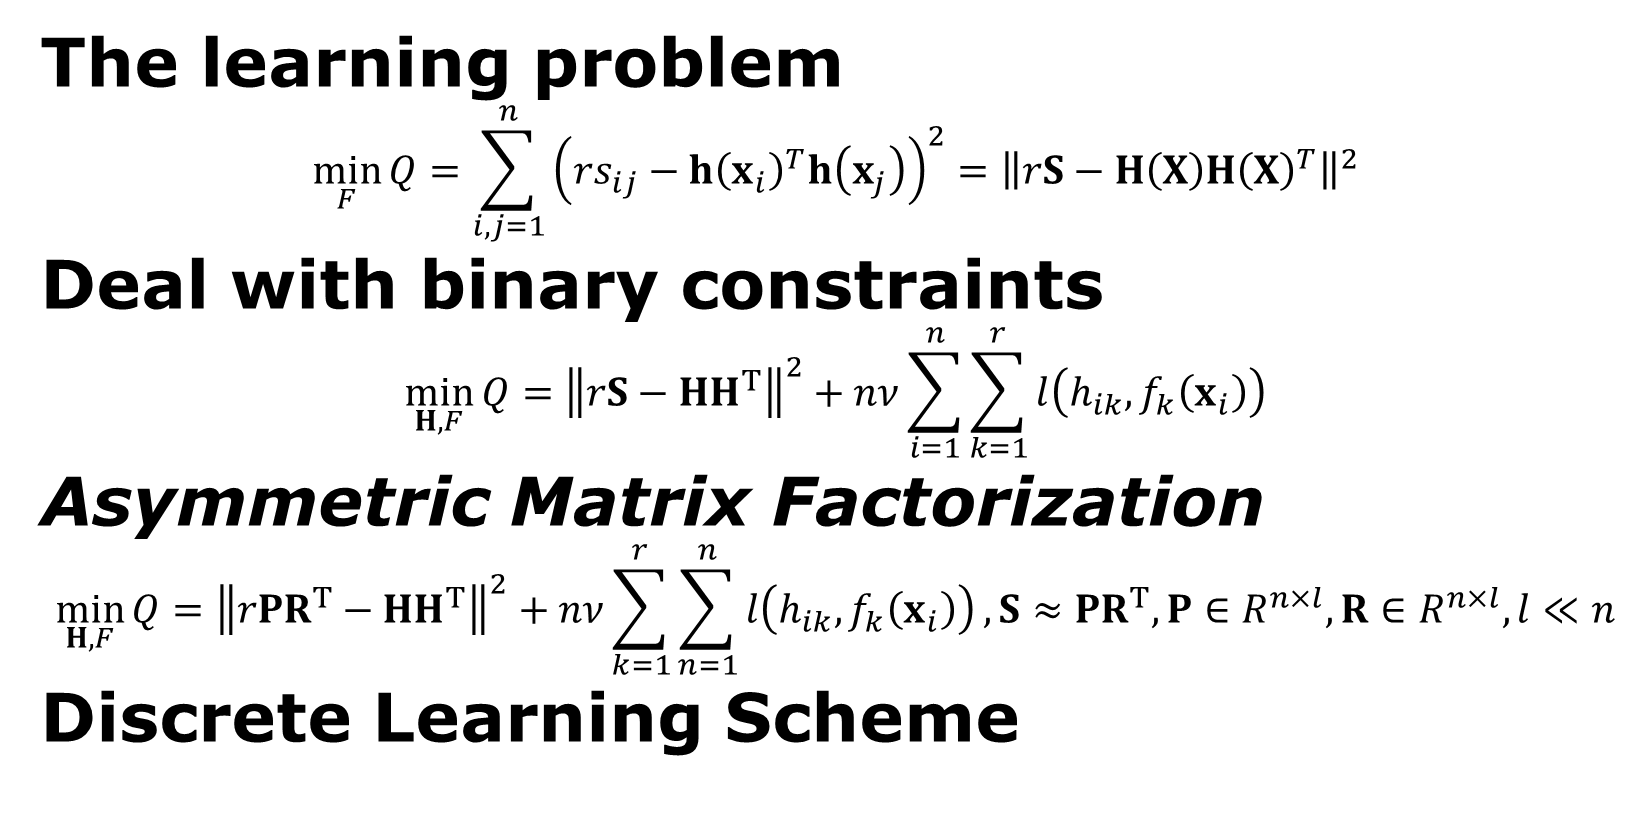 The learning problem
min_F Q = ∑_{i,j=1}^{n} (rs_{ij} − 𝐡(𝐱_i)^T 𝐡(𝐱_j))^2 = ‖r𝐒 − 𝐇(𝐗)𝐇(𝐗)^T‖^2
Deal with binary constraints
min_{𝐇,F} Q = ‖r𝐒 − 𝐇𝐇^T‖^2 + nν ∑_{i=1}^{n} ∑_{k=1}^{r} l(h_{ik}, f_k(𝐱_i))
Asymmetric Matrix Factorization
min_{𝐇,F} Q = ‖r𝐏𝐑^T − 𝐇𝐇^T‖^2 + nν ∑_{k=1}^{r} ∑_{n=1}^{n} l(h_{ik}, f_k(𝐱_i)), 𝐒 ≈ 𝐏𝐑^T, 𝐏 ∈ R^{n×l}, 𝐑 ∈ R^{n×l}, l ≪ n
Discrete Learning Scheme